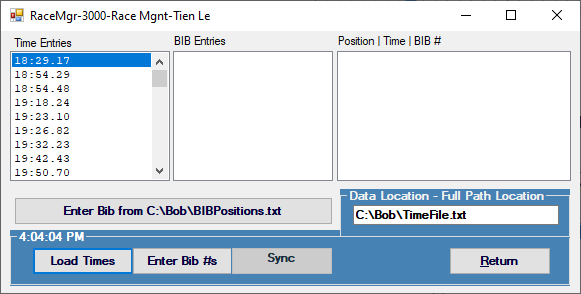 RaceMgr-3000-Race Mgnt-Tien Le
Time Entries
BIB Entries
Position | Time | BIB #
18:29.17
18:54.29
18:54.48
19:18.24
19:23.10
19:26.82
19:32.23
19:42.43
19:50.70
Enter Bib from C:\Bob\BIBPositions.txt
Data Location - Full Path Location
C:\Bob\TimeFile.txt
4:04:04 PM
Load Times
Enter Bib #s
Sync
Return